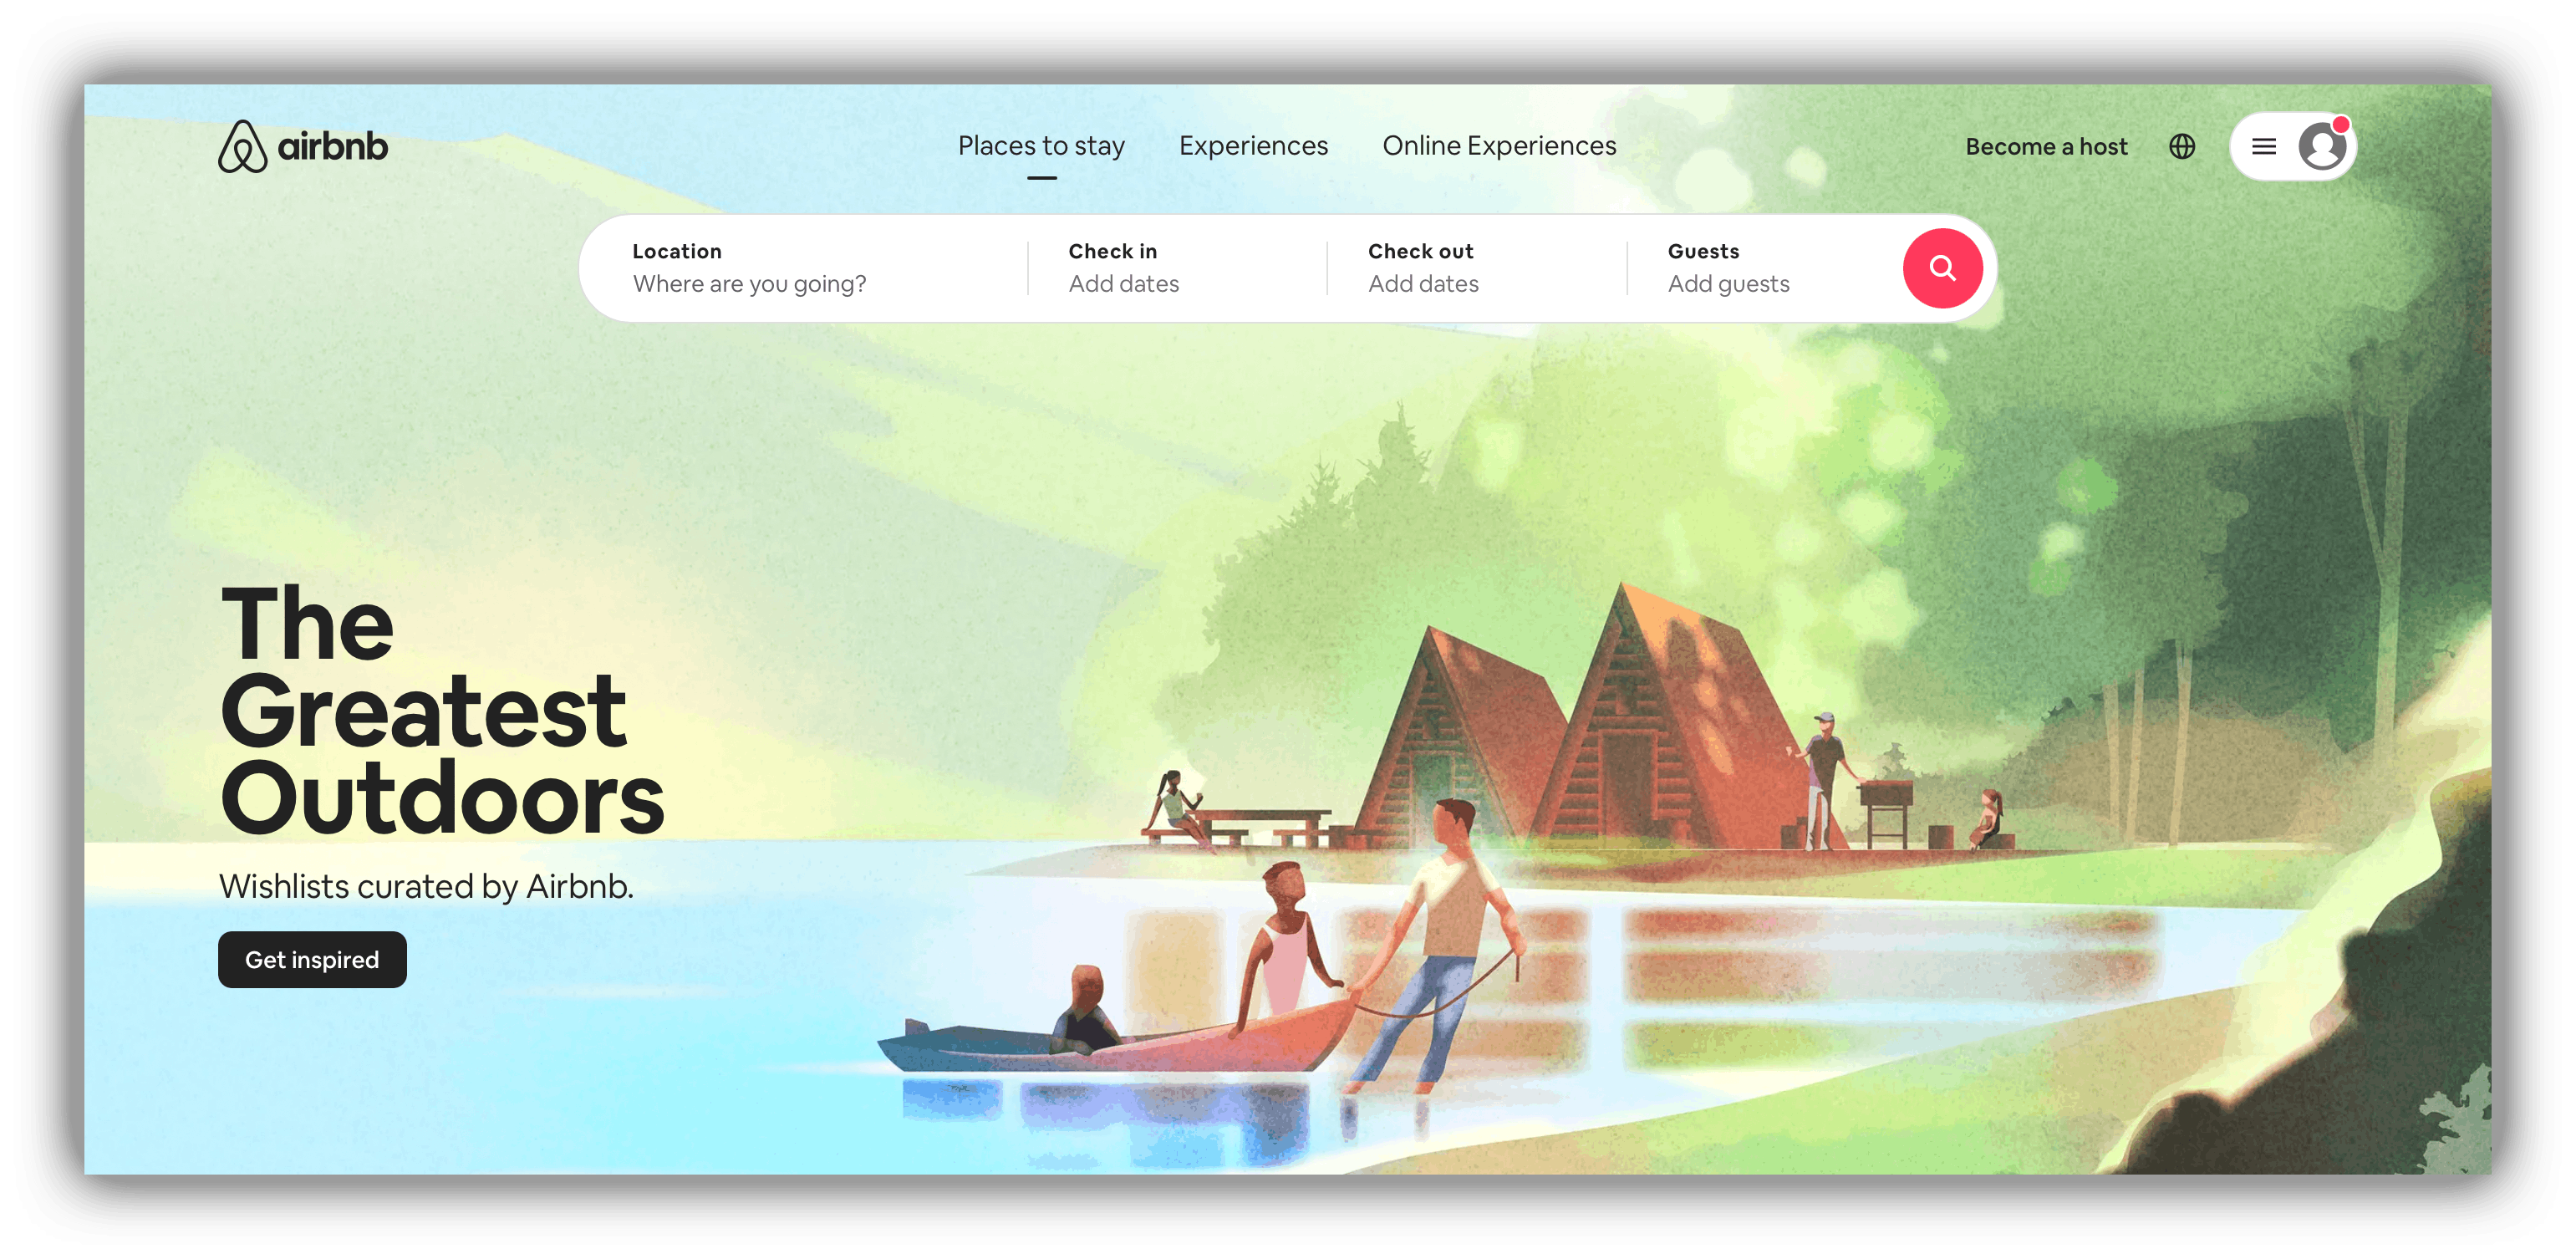 airbnb
Places to stay
Experiences
Online Experiences
Become a host
Location
Where are you going?
Check in
Add dates
Check out
Add dates
Guests
Add guests
The
Greatest
Outdoors
Wishlists curated by Airbnb.
Get inspired